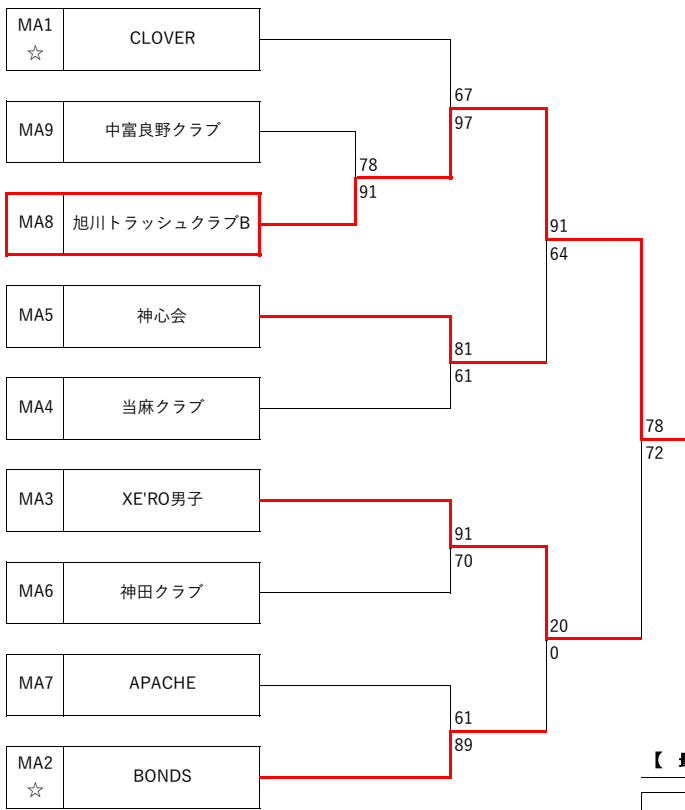 MA1
☆
CLOVER
67
97
MA9
中富良野クラブ
78
91
MA8
旭川トラッシュクラブB
91
64
MA5
神心会
81
61
MA4
当麻クラブ
78
72
MA3
XE'RO男子
91
70
MA6
神田クラブ
20
0
MA7
APACHE
61
89
MA2
☆
BONDS
【